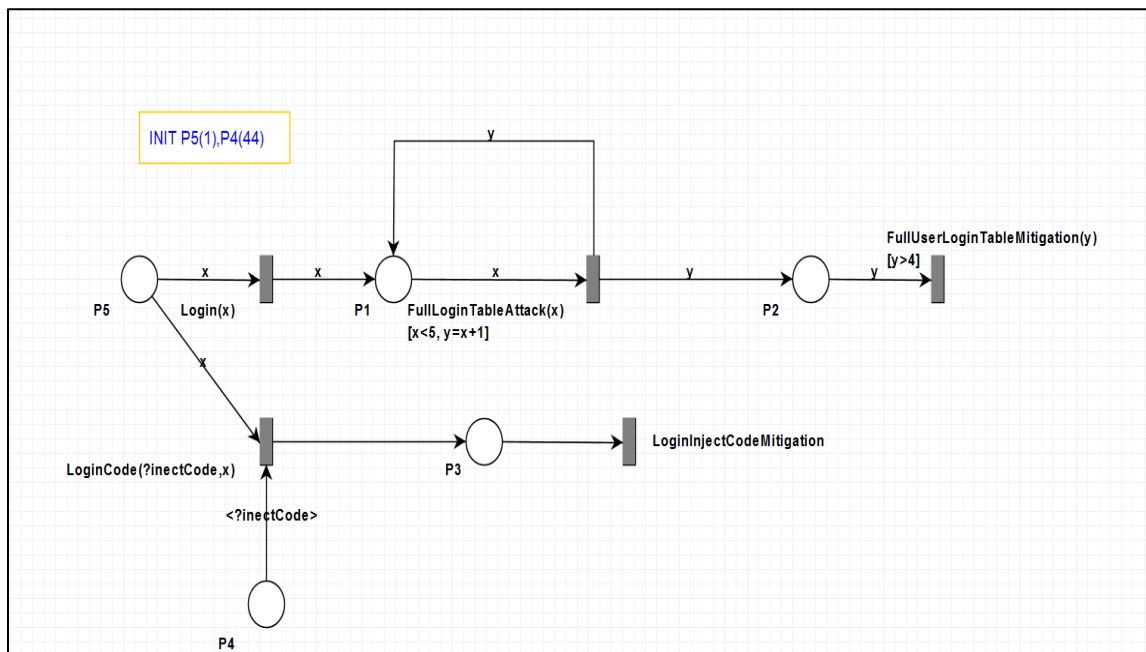 INIT P5(1),P4(44)
y
FullUserLoginTableMitigation(y)
[y>4]
x
x
x
y
y
P5
Login(x)
P1
FullLoginTableAttack(x)
[x<5, y=x+1]
P2
x
LoginCode(?inectCode,x)
P3
LoginInjectCodeMitigation
<?inectCode>
P4